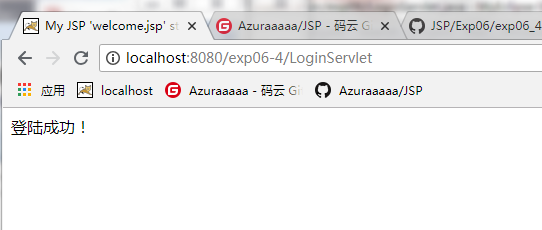 My JSP 'welcome.jsp' st
Azuraaaaa/JSP - 码云 G
JSP/Exp06/exp06_4
localhost:8080/exp06-4/LoginServlet
应用 localhost Azuraaaaa - 码云 Gi Azuraaaaa/JSP
登陆成功！